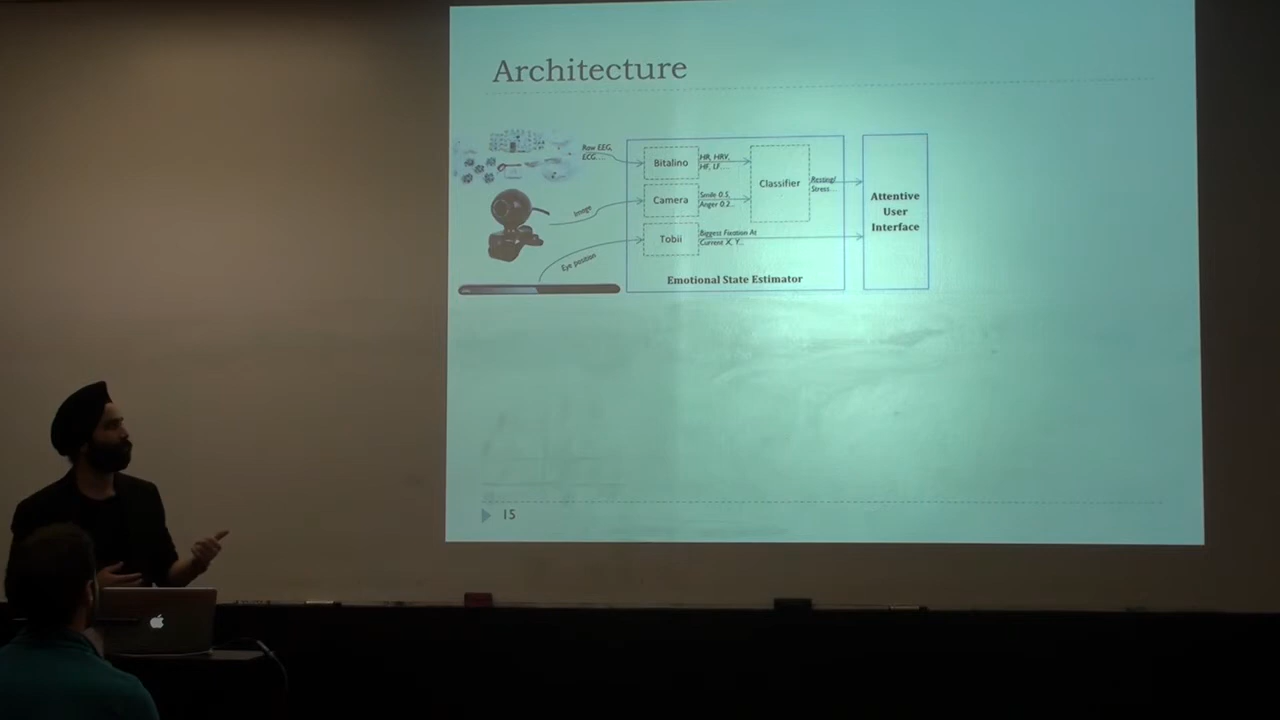 Architecture
Raw EEG,
ECG...
Bitalino
HR, HRV,
HF, LF....
Classifier
Resting/
Stress...
Image
Camera
Smile 0.5,
Anger 0.2..
Attentive
User
Interface
Eye position
Tobii
Biggest Fixation At
Current X, Y...
Emotional State Estimator
15